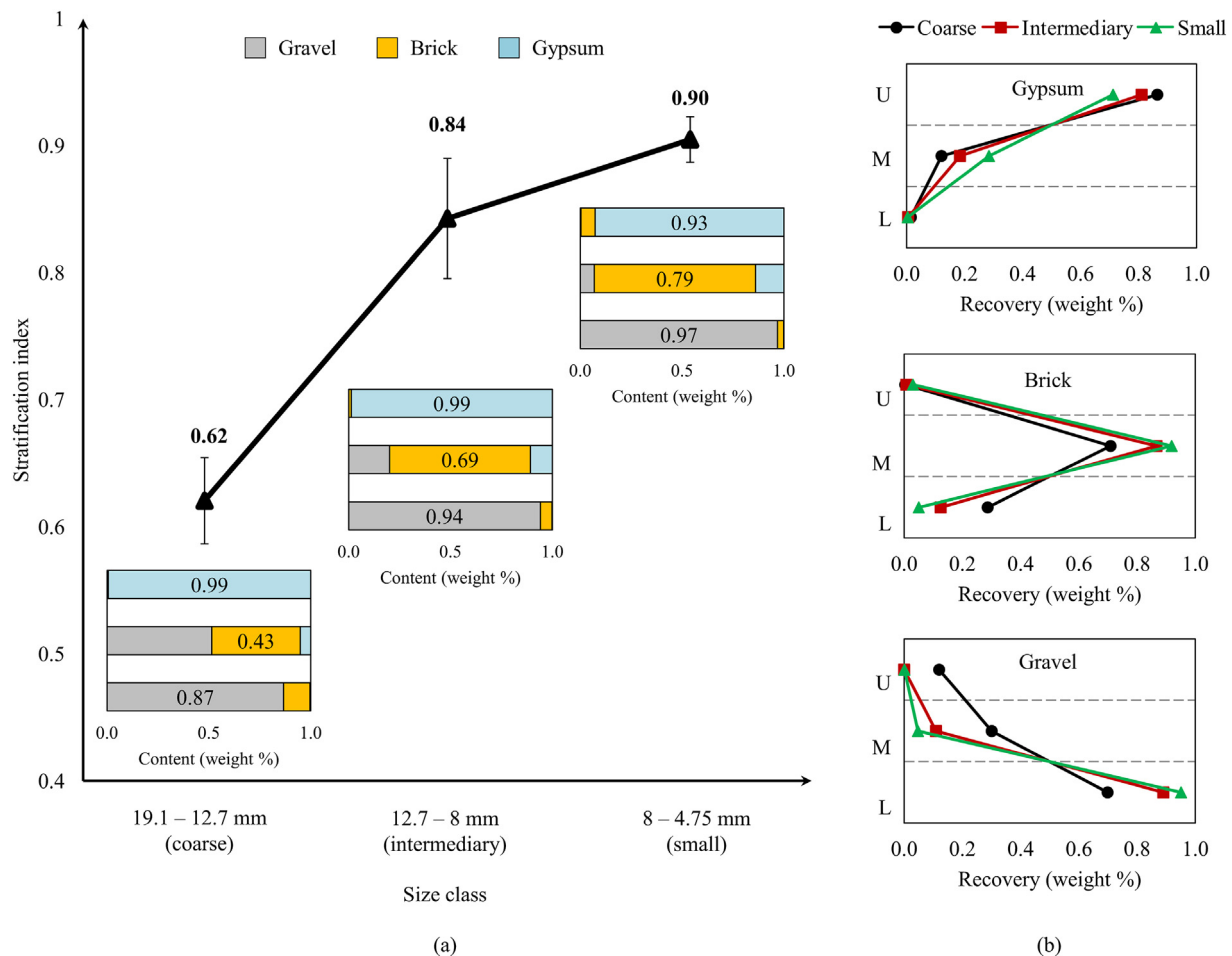 1
0.9
0.8
0.7
0.6
0.5
0.4
Stratification index
Gravel Brick Gypsum
0.62
0.84
0.90
0.99
0.43
0.87
0.0 0.5 1.0
Content (weight %)
0.99
0.69
0.94
0.0 0.5 1.0
Content (weight %)
0.93
0.79
0.97
0.0 0.5 1.0
Content (weight %)
19.1 – 12.7 mm
(coarse)
12.7 – 8 mm
(intermediary)
8 – 4.75 mm
(small)
Size class
(a)
Coarse Intermediary Small
Gypsum
U
M
L
0.0 0.2 0.4 0.6 0.8 1.0
Recovery (weight %)
Brick
U
M
L
0.0 0.2 0.4 0.6 0.8 1.0
Recovery (weight %)
Gravel
U
M
L
0.0 0.2 0.4 0.6 0.8 1.0
Recovery (weight %)
(b)